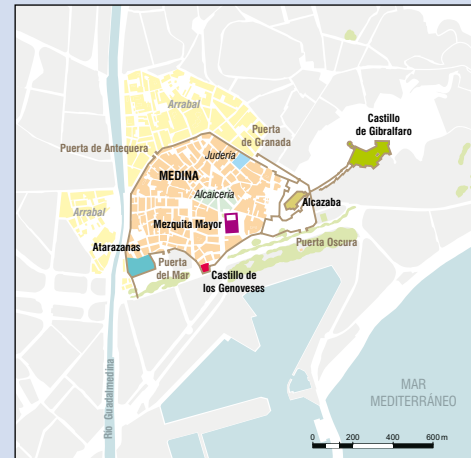 Arrabal
Castillo
de Gibralfaro
Puerta
de Granada
Puerta de Antequera
Judería
MEDINA
Alcaicería
Alcazaba
Arrabal
Mezquita Mayor
Atarazanas
Puerta Oscura
Puerta
del Mar
Castillo de
los Genoveses
Río Guadalmedina
MAR
MEDITERRÁNEO
0 200 400 600 m